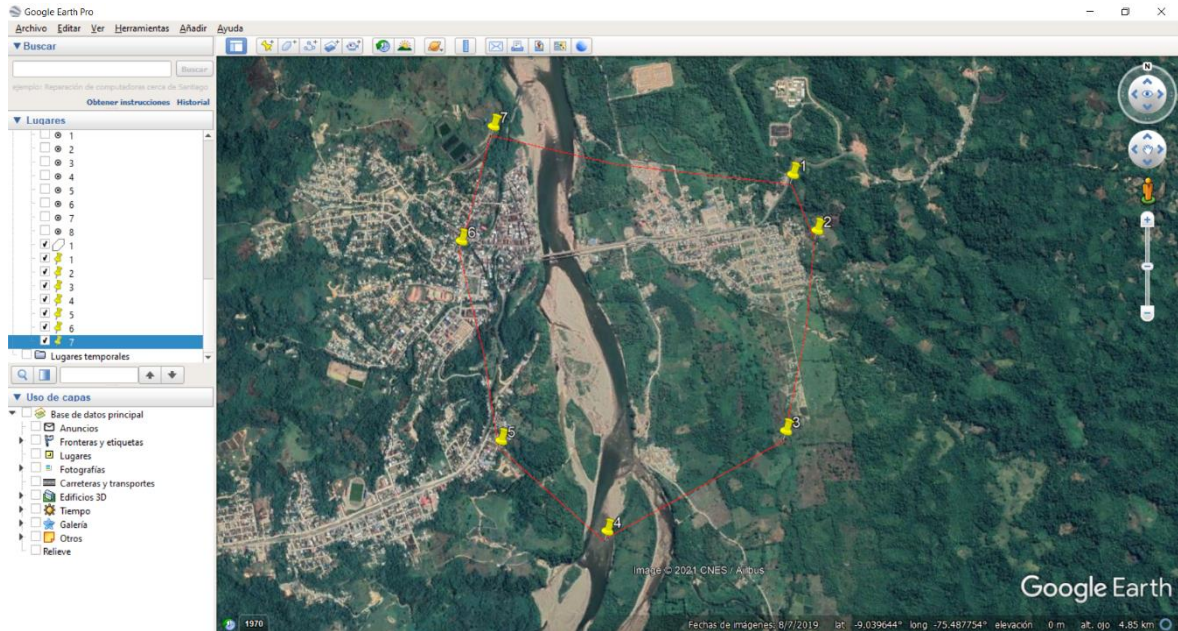 Google Earth Pro
Archivo Editar Ver Herramientas Añadir Ayuda
Buscar
Buscar
ejemplo: Reparación de computadoras cerca de Santiago
Obtener instrucciones Historial
Lugares
1
2
3
4
5
6
7
8
1
1
2
3
4
5
6
7
Lugares temporales
Uso de capas
Base de datos principal
Anuncios
Fronteras y etiquetas
Lugares
Fotografías
Carreteras y transportes
Edificios 3D
Tiempo
Galería
Otros
Relieve
N
7
1
2
6
3
5
4
Image © 2021 CNES / Airbus
Google Earth
1970
Fechas de imágenes: 8/7/2019 lat -9.039644° long -75.487754° elevación 0 m alt. ojo 4.85 km